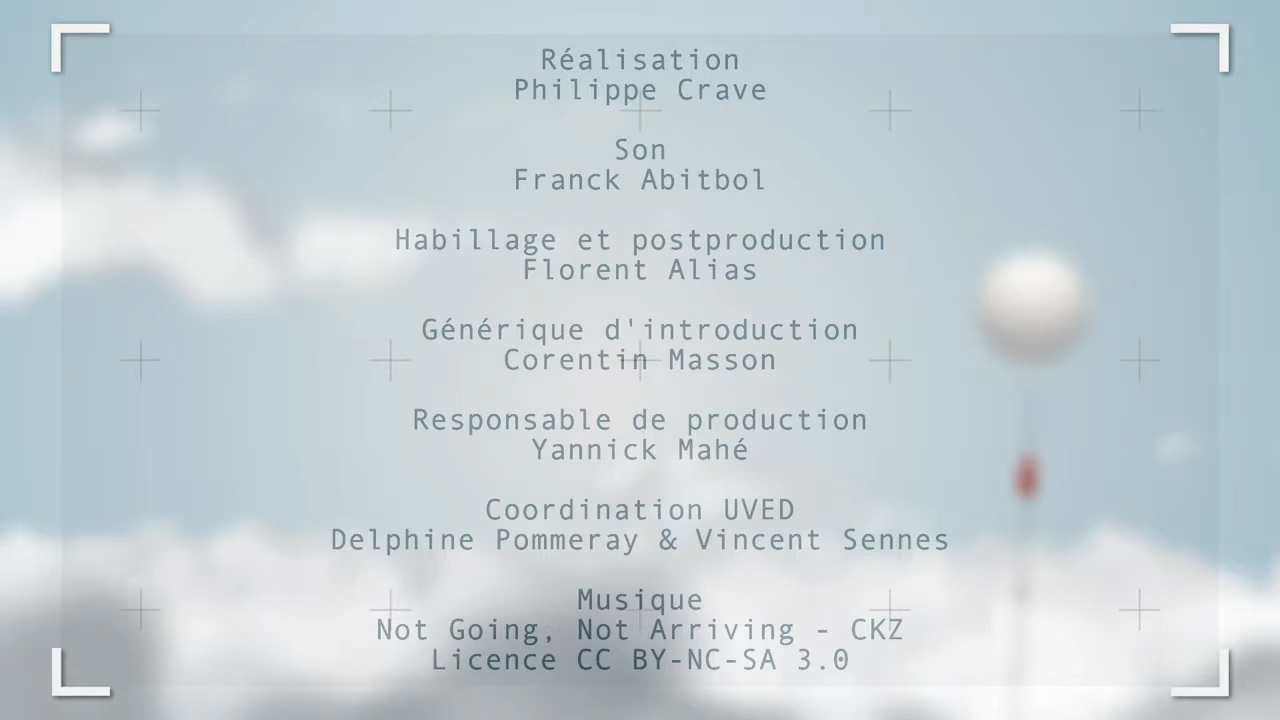 Réalisation
Philippe Crave
Son
Franck Abitbol
Habillage et postproduction
Florent Alias
Générique d'introduction
Corentin Masson
Responsable de production
Yannick Mahé
Coordination UVED
Delphine Pommeray & Vincent Sennes
Musique
Not Going, Not Arriving - CKZ
Licence CC BY-NC-SA 3.0